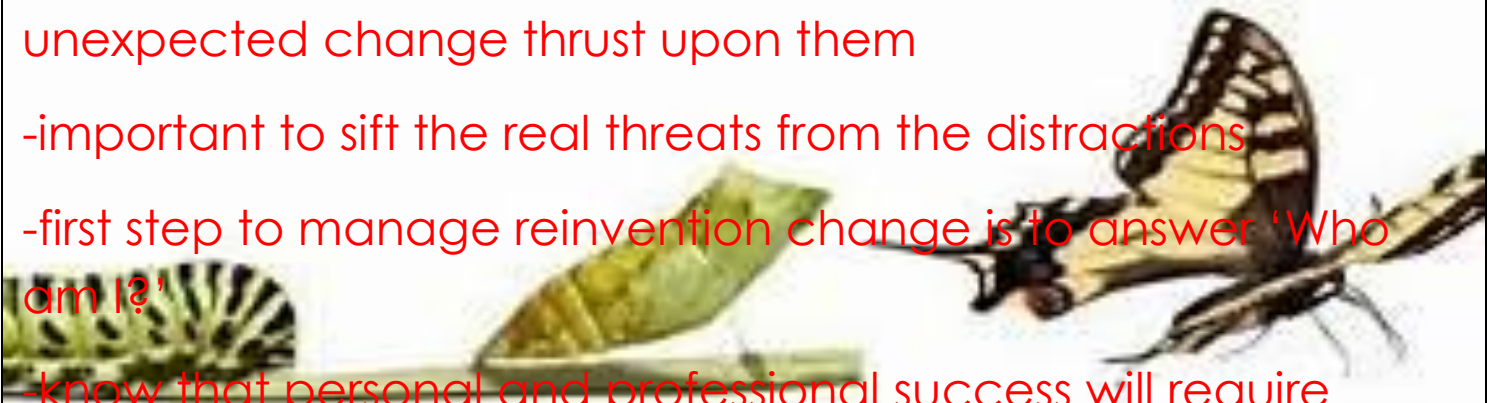 unexpected change thrust upon them
-important to sift the real threats from the distractions
-first step to manage reinvention change is to answer ‘Who
am I?’
-know that personal and professional success will require